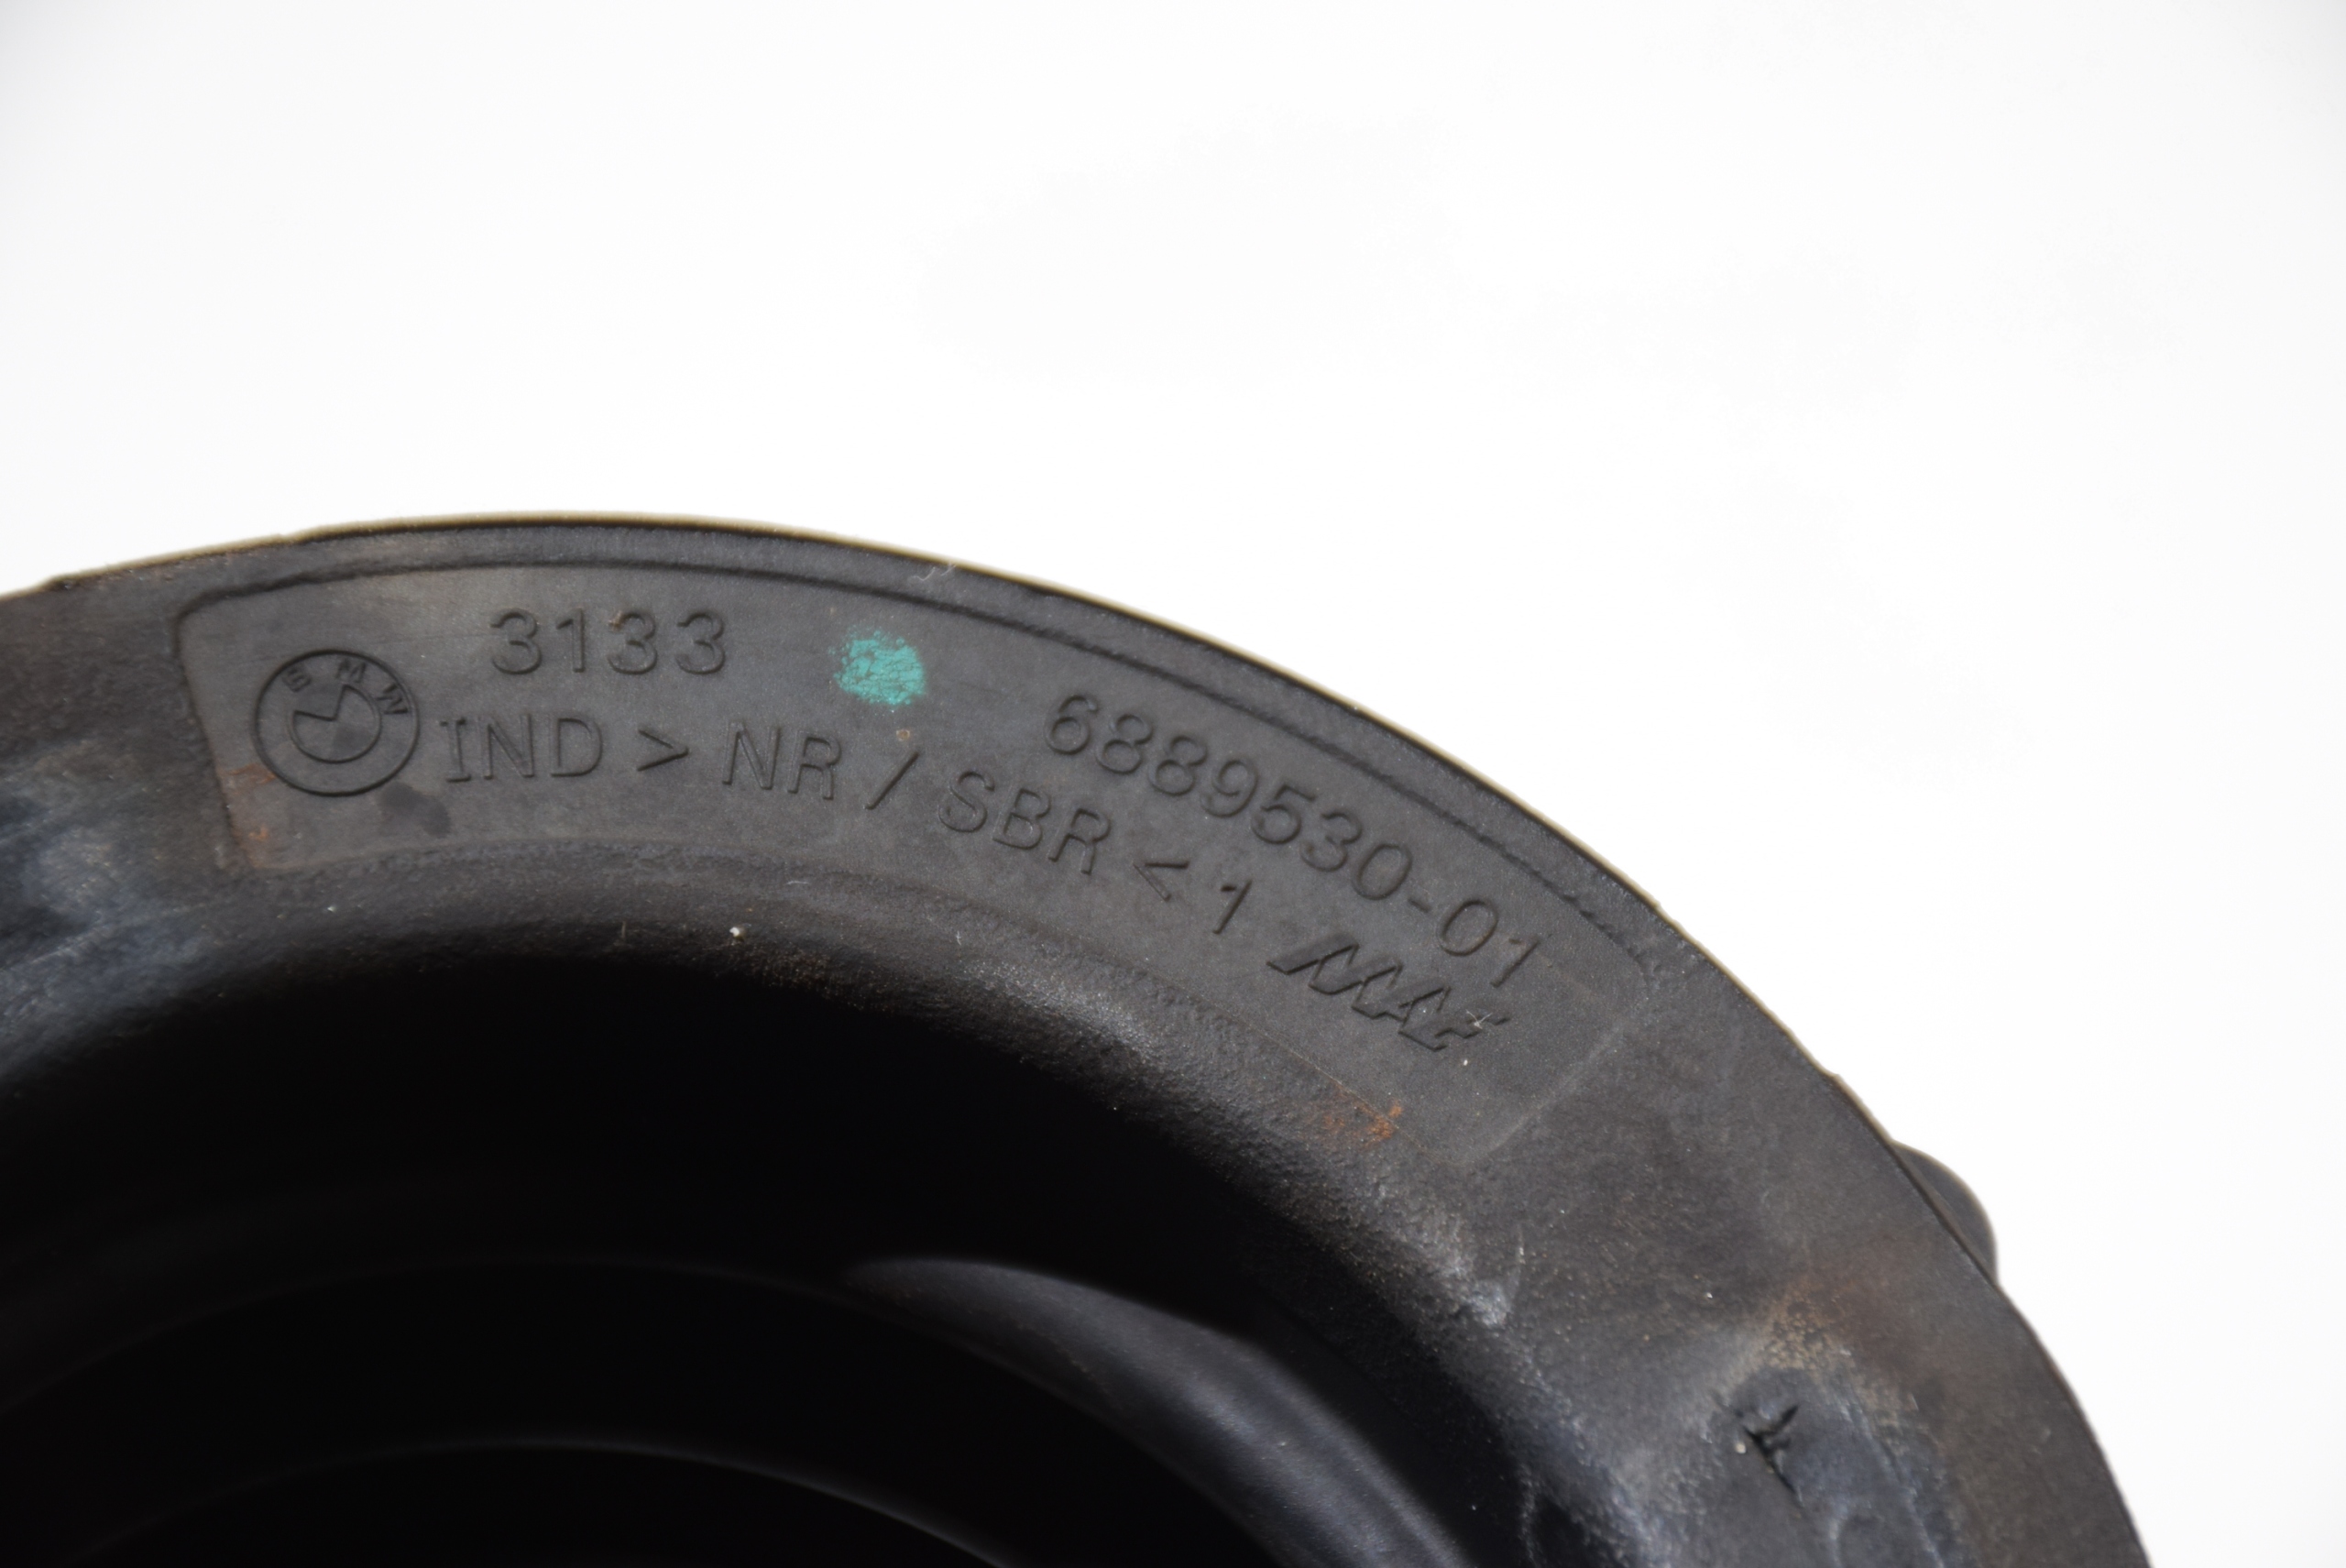 BMW
3133 6889530-01
IND > NR / SBR < 1